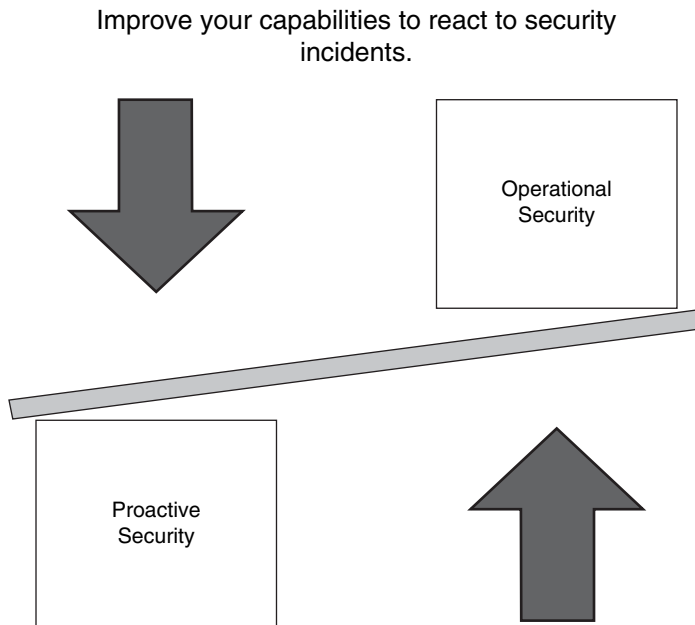 Improve your capabilities to react to security
incidents.
Operational
Security
Proactive
Security